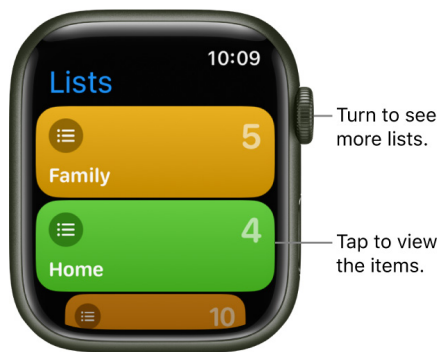 10:09
Lists
5
Family
4
Home
10
Turn to see
more lists.
Tap to view
the items.